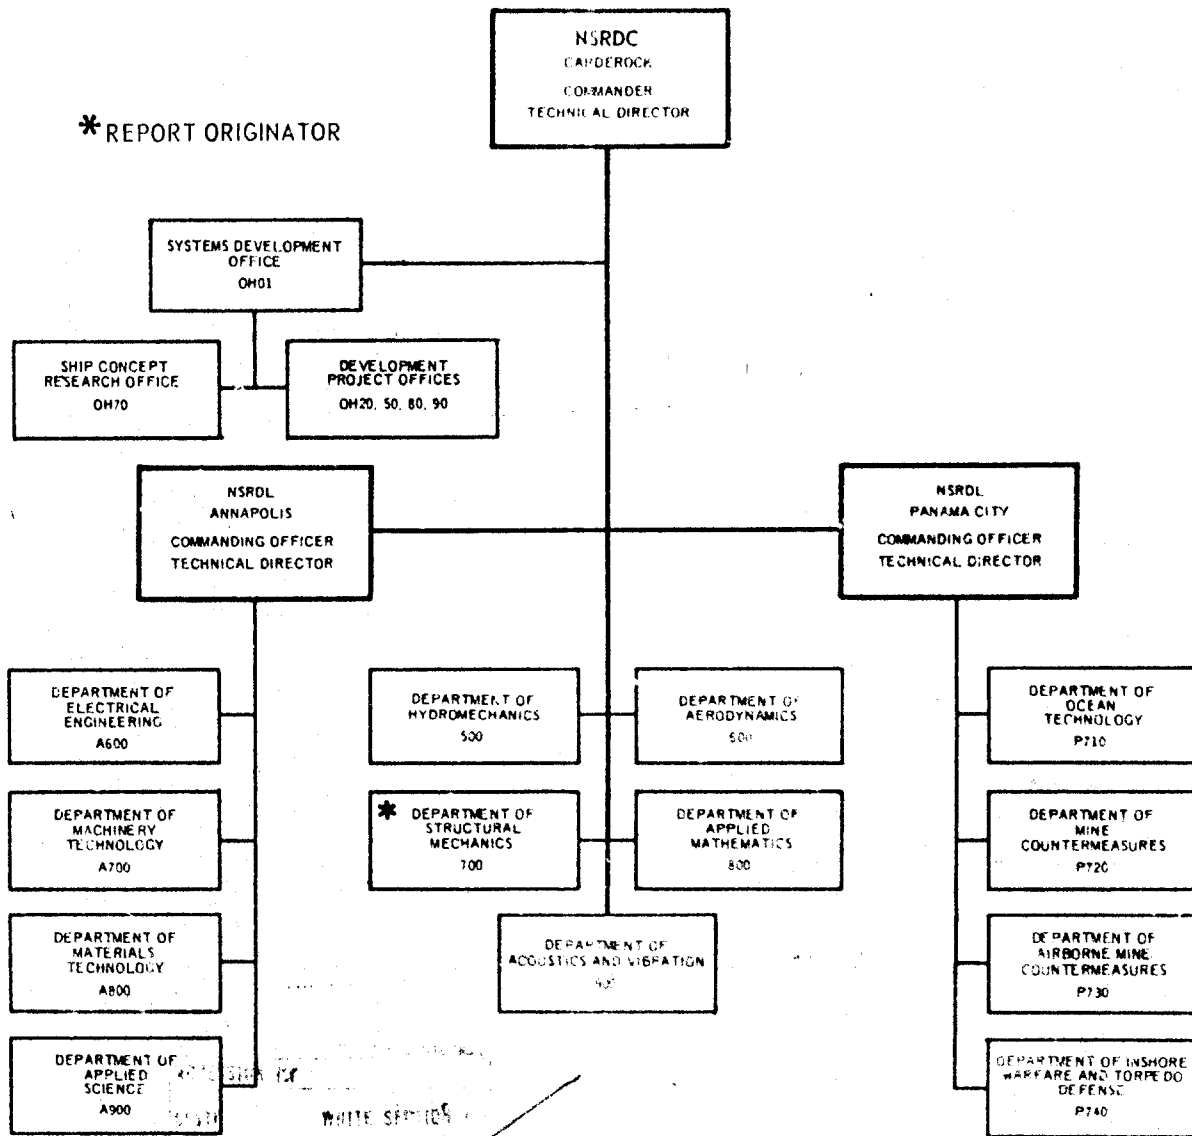 NSRDC
CARDEROCK
COMMANDER
TECHNICAL DIRECTOR
* REPORT ORIGINATOR
SYSTEMS DEVELOPMENT
OFFICE
OH01
SHIP CONCEPT
RESEARCH OFFICE
OH70
DEVELOPMENT
PROJECT OFFICES
OH20, 50, 80, 90
NSRDL
ANNAPOLIS
COMMANDING OFFICER
TECHNICAL DIRECTOR
NSRDL
PANAMA CITY
COMMANDING OFFICER
TECHNICAL DIRECTOR
DEPARTMENT OF
ELECTRICAL
ENGINEERING
A600
DEPARTMENT OF
MACHINERY
TECHNOLOGY
A700
DEPARTMENT OF
MATERIALS
TECHNOLOGY
A800
DEPARTMENT OF
APPLIED
SCIENCE
A900
DEPARTMENT OF
HYDROMECHANICS
500
DEPARTMENT OF
AERODYNAMICS
600
* DEPARTMENT OF
STRUCTURAL
MECHANICS
700
DEPARTMENT OF
APPLIED
MATHEMATICS
800
DEPARTMENT OF
ACOUSTICS AND VIBRATION
900
DEPARTMENT OF
OCEAN
TECHNOLOGY
P710
DEPARTMENT OF
MINE
COUNTERMEASURES
P720
DEPARTMENT OF
AIRBORNE MINE
COUNTERMEASURES
P730
DEPARTMENT OF INSHORE
WARFARE AND TORPEDO
DEFENSE
P740
WHITE SECTION